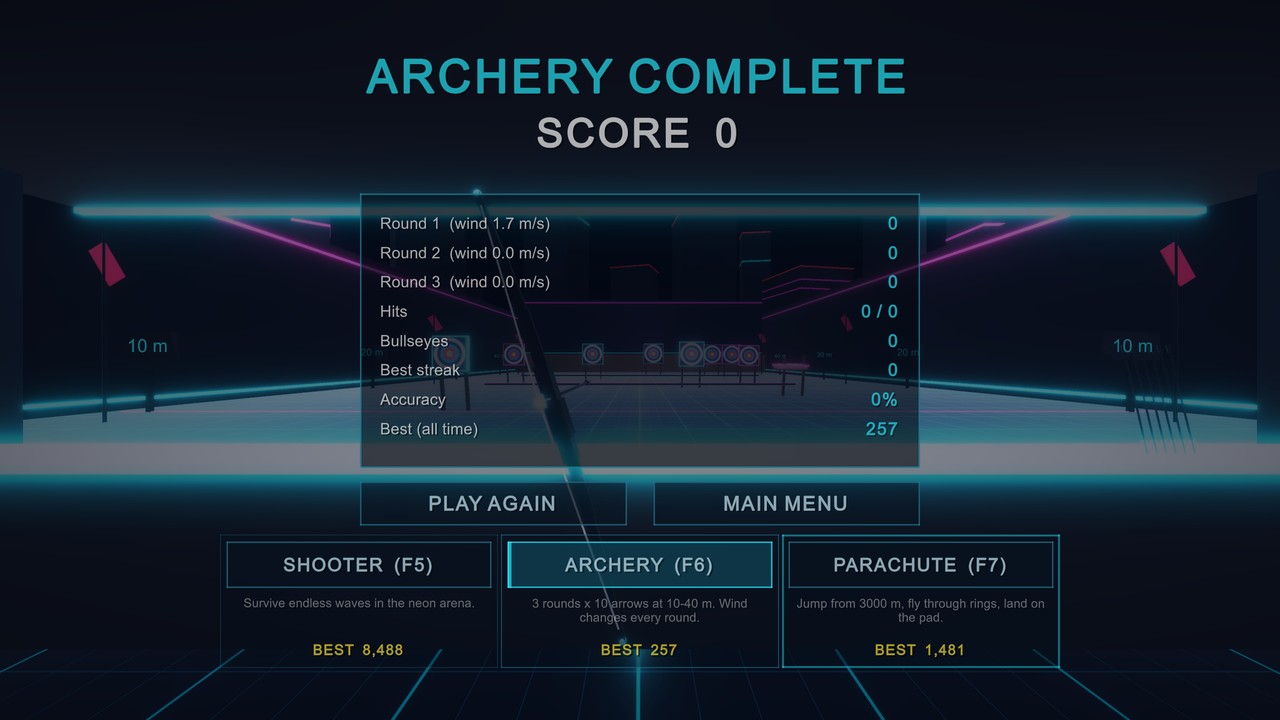 ARCHERY COMPLETE
SCORE 0
Round 1 (wind 1.7 m/s) 0
Round 2 (wind 0.0 m/s) 0
Round 3 (wind 0.0 m/s) 0
Hits 0 / 0
Bullseyes 0
Best streak 0
Accuracy 0%
Best (all time) 257
10 m
20 m
30 m
20 m
10 m
PLAY AGAIN
MAIN MENU
SHOOTER (F5)
Survive endless waves in the neon arena.
BEST 8,488
ARCHERY (F6)
3 rounds x 10 arrows at 10-40 m. Wind
changes every round.
BEST 257
PARACHUTE (F7)
Jump from 3000 m, fly through rings, land on
the pad.
BEST 1,481